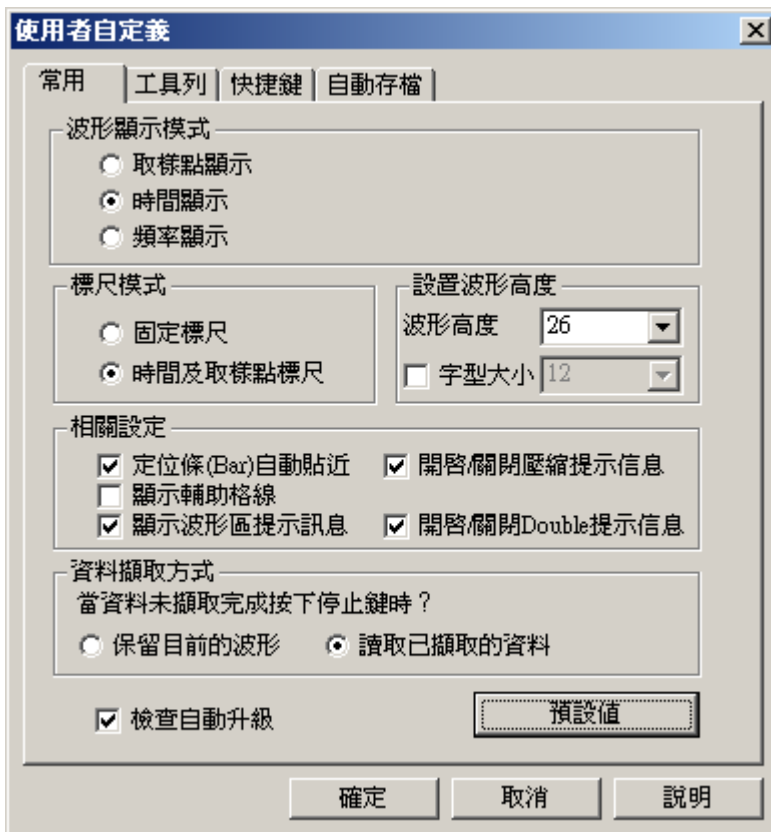 使用者自定義
常用 工具列 快捷鍵 自動存檔
波形顯示模式
取樣點顯示
時間顯示
頻率顯示
標尺模式 設置波形高度
固定標尺 波形高度 26
時間及取樣點標尺 字型大小 12
相關設定
定位條(Bar)自動貼近 開啓/關閉壓縮提示信息
顯示輔助格線
顯示波形區提示訊息 開啓/關閉Double提示信息
資料擷取方式
當資料未擷取完成按下停止鍵時？
保留目前的波形 讀取已擷取的資料
檢查自動升級 預設值
確定 取消 說明